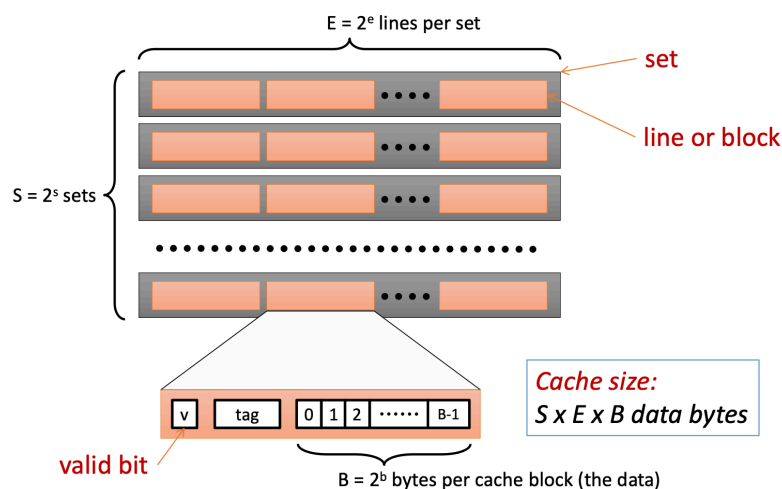 E = 2ᵉ lines per set
set
line or block
S = 2ˢ sets
v
tag
0
1
2
......
B-1
valid bit
B = 2ᵇ bytes per cache block (the data)
Cache size:
S x E x B data bytes